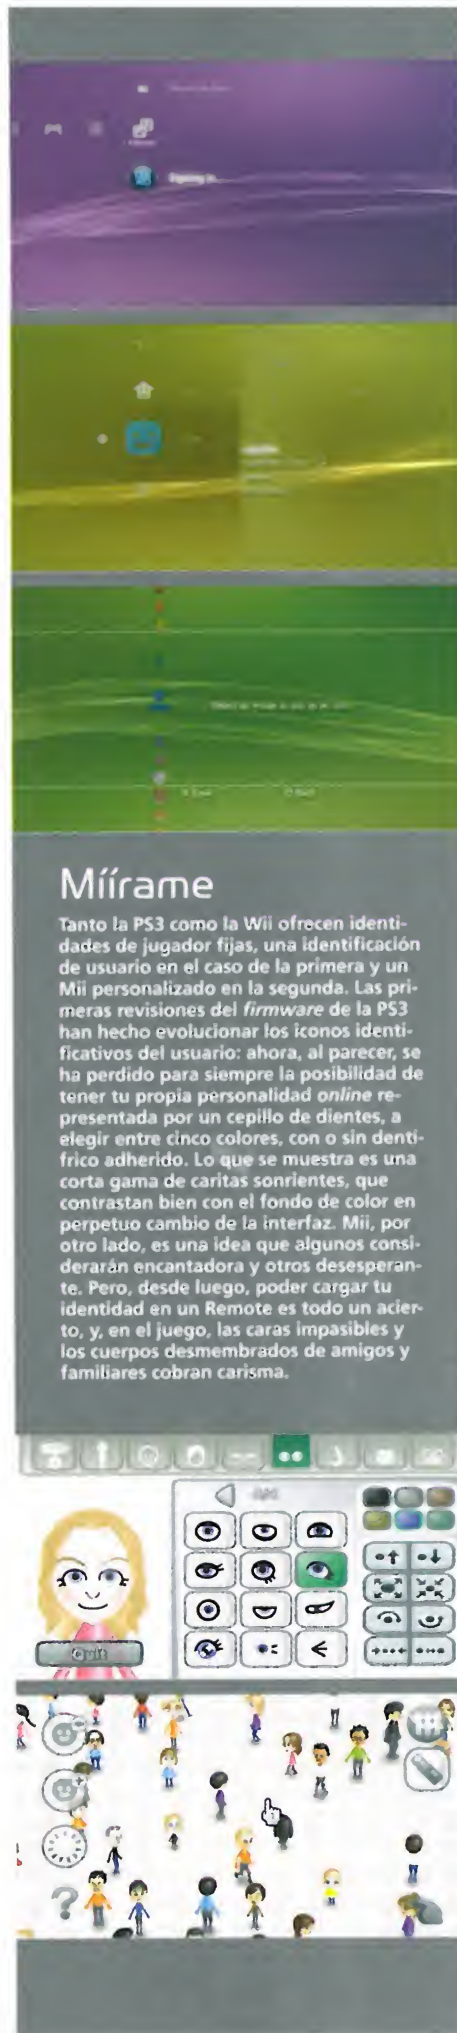 Míírame
Tanto la PS3 como la Wii ofrecen identi-
dades de jugador fijas, una identificación
de usuario en el caso de la primera y un
Mii personalizado en la segunda. Las pri-
meras revisiones del firmware de la PS3
han hecho evolucionar los iconos identi-
ficativos del usuario: ahora, al parecer, se
ha perdido para siempre la posibilidad de
tener tu propia personalidad online re-
presentada por un cepillo de dientes, a
elegir entre cinco colores, con o sin dentí-
frico adherido. Lo que se muestra es una
corta gama de caritas sonrientes, que
contrastan bien con el fondo de color en
perpetuo cambio de la interfaz. Mii, por
otro lado, es una idea que algunos consi-
derarán encantadora y otros desesperan-
te. Pero, desde luego, poder cargar tu
identidad en un Remote es todo un acier-
to, y, en el juego, las caras impasibles y
los cuerpos desmembrados de amigos y
familiares cobran carisma.
Quit
?